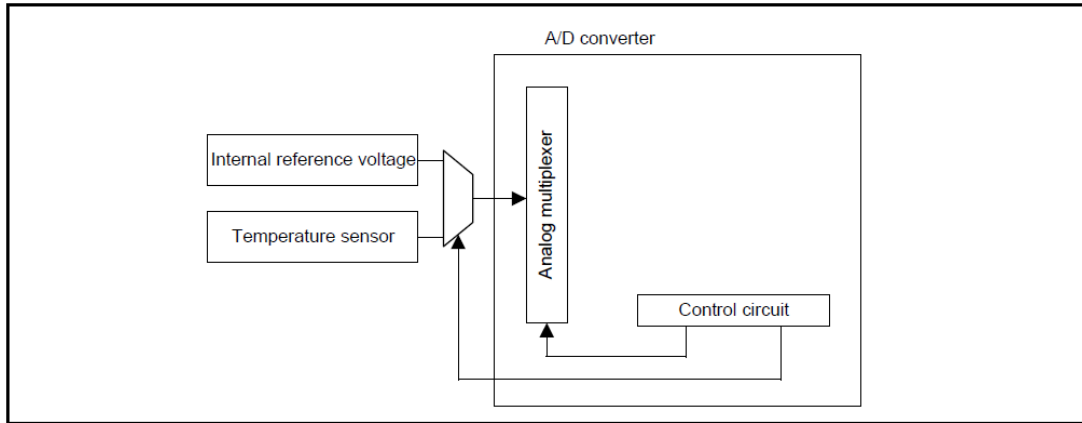 A/D converter
Internal reference voltage
Temperature sensor
Analog multiplexer
Control circuit